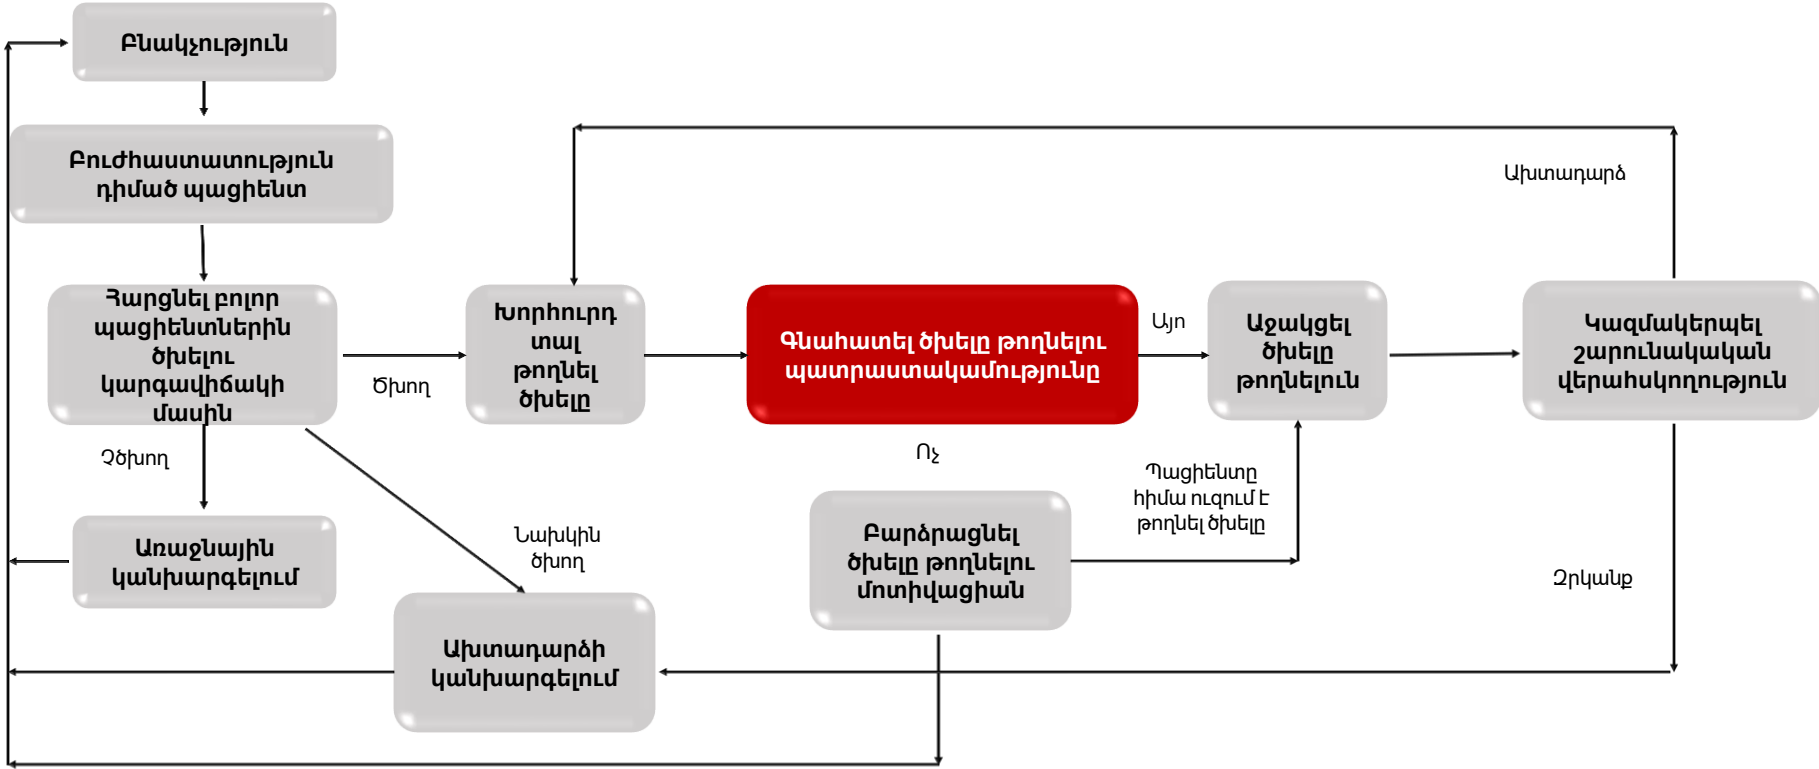 Բնակչություն
Բուժհաստատություն
դիմած պացիենտ
Հարցնել բոլոր
պացիենտներին
ծխելու
կարգավիճակի
մասին
Ծխող
Խորհուրդ
տալ
թողնել
ծխելը
Գնահատել ծխելը թողնելու
պատրաստակամությունը
Այո
Աջակցել
ծխելը
թողնելուն
Կազմակերպել
շարունակական
վերահսկողություն
Ախտադարձ
Չծխող
Առաջնային
կանխարգելում
Նախկին
ծխող
Ախտադարձի
կանխարգելում
Ոչ
Բարձրացնել
ծխելը թողնելու
մոտիվացիան
Պացիենտը
հիմա ուզում է
թողնել ծխելը
Զրկանք